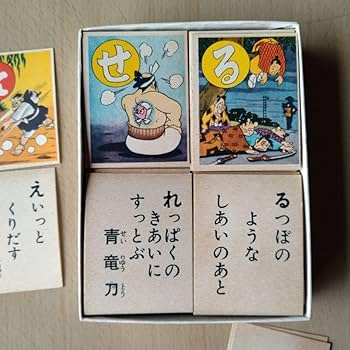 せ
る
えいっと
くりだす
れっぱくの
きあいに
すっとぶ
青竜刀
せいりゅうとう
るつぼの
ような
しあいのあと